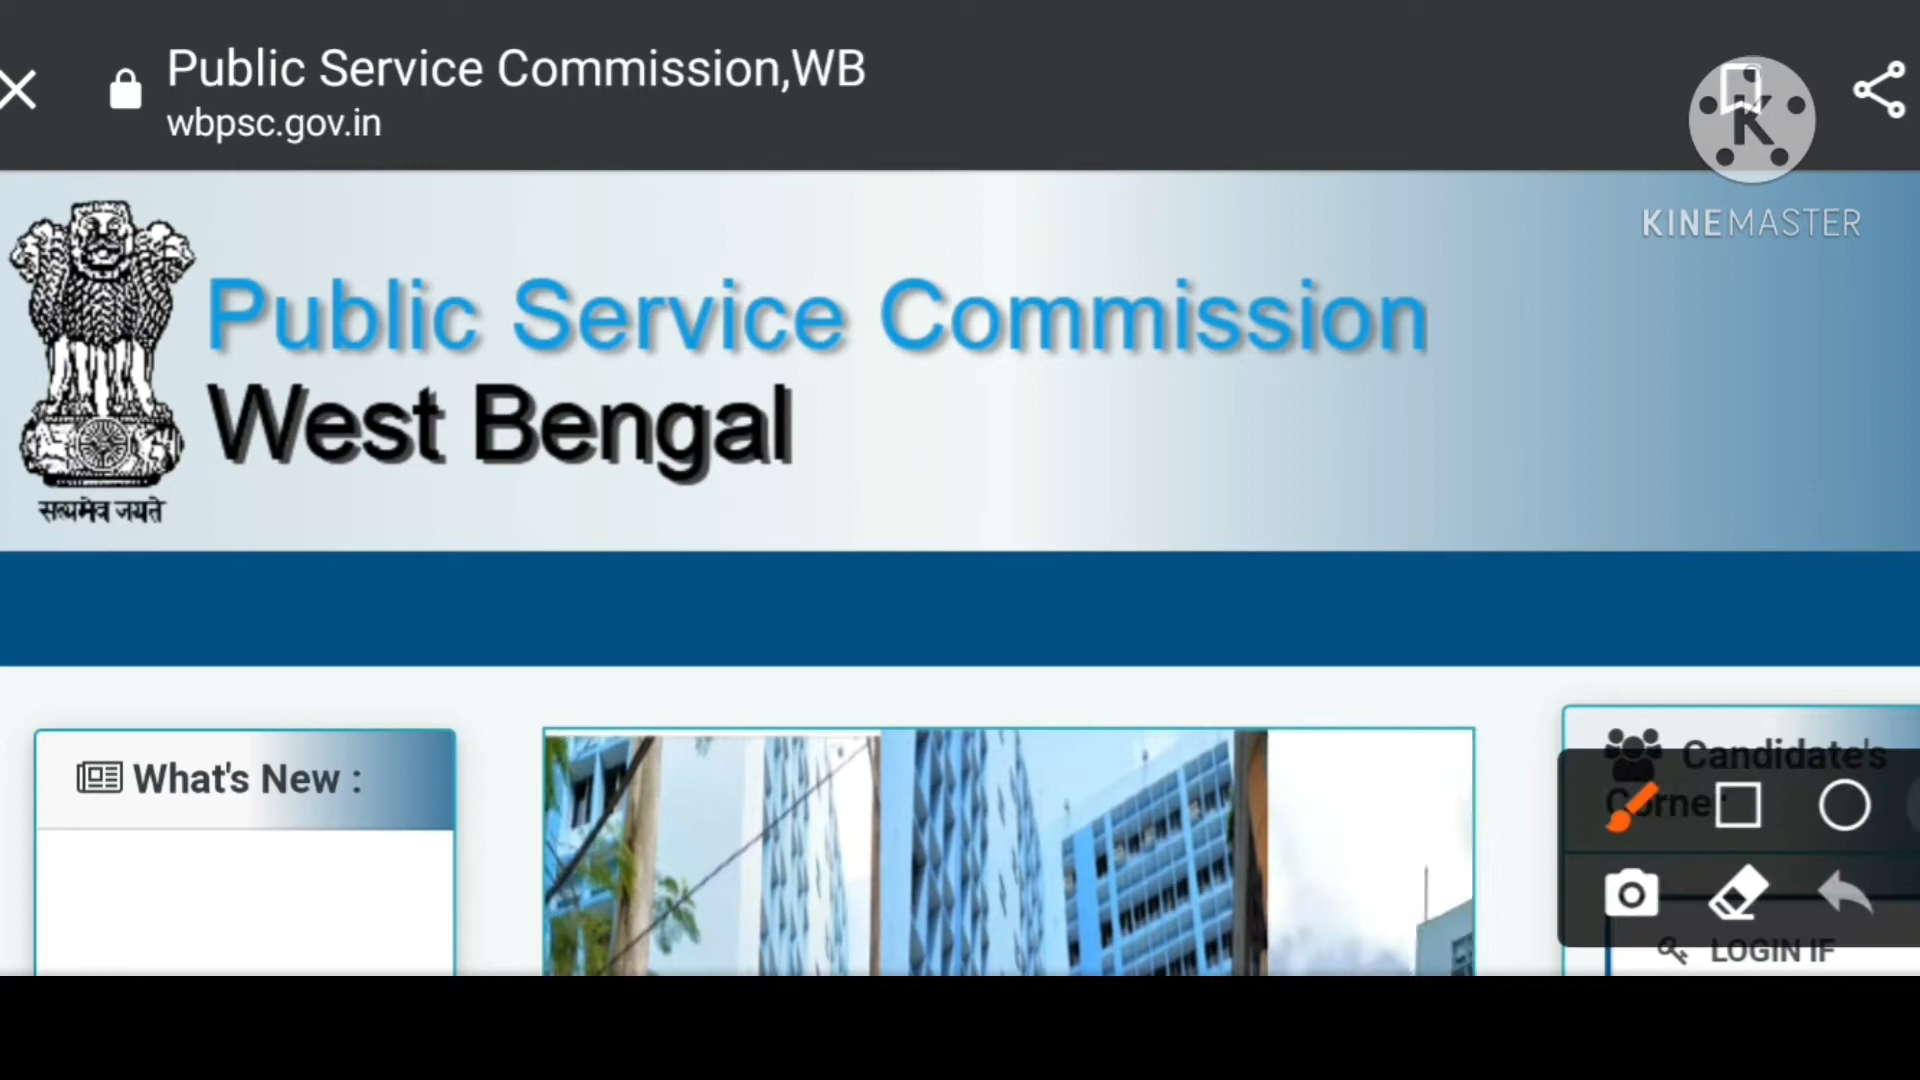 Public Service Commission,WB
wbpsc.gov.in
K
KINEMASTER
Public Service Commission
West Bengal
सत्यमेव जयते
What's New :
Candidate's
Corner
LOGIN IF